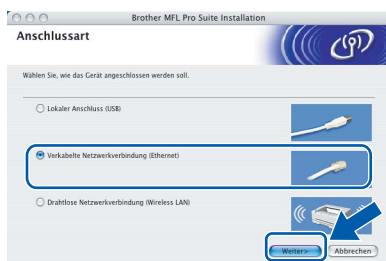 Brother MFL Pro Suite Installation
Anschlussart
Wählen Sie, wie das Gerät angeschlossen werden soll.
Lokaler Anschluss (USB)
Verkabelte Netzwerkverbindung (Ethernet)
Drahtlose Netzwerkverbindung (Wireless LAN)
Weiter> Abbrechen